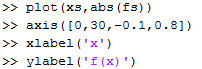 >> plot(xs,abs(fs))
>> axis([0,30,-0.1,0.8])
>> xlabel('x')
>> ylabel('f(x)')